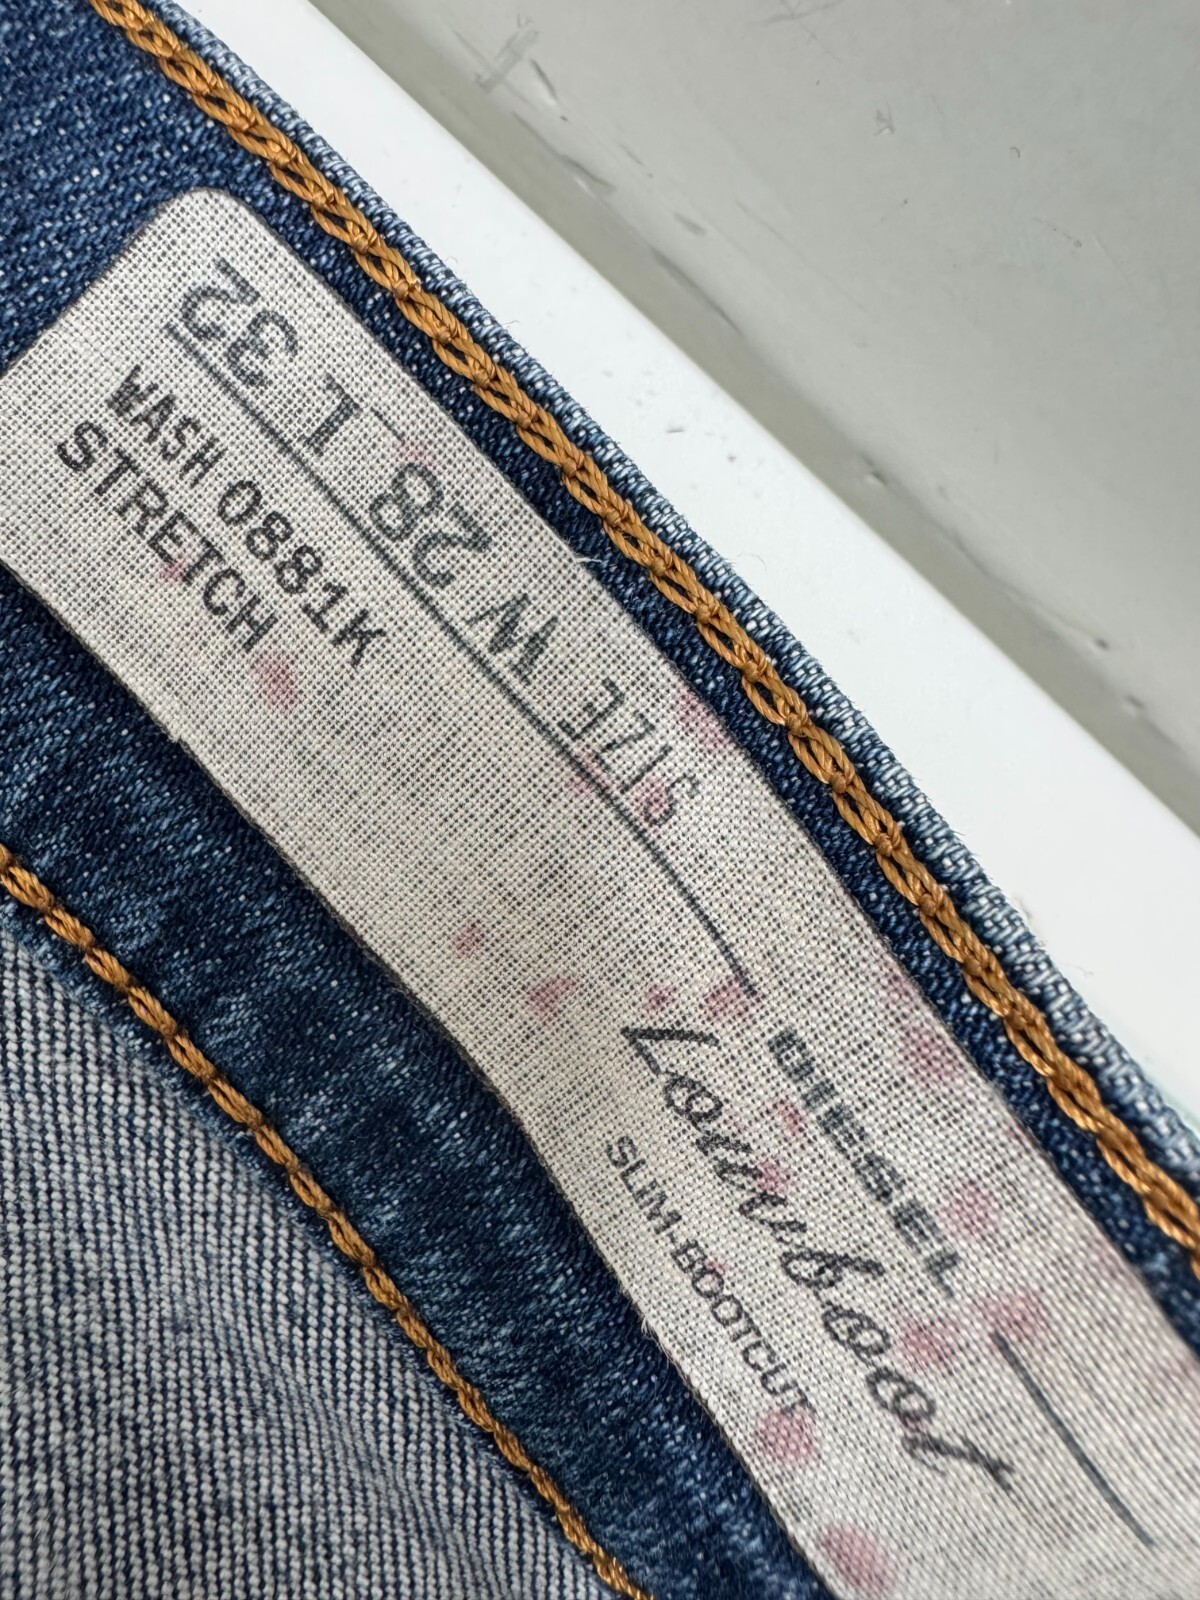 SIZE W 28 L 32
WASH 0881K
STRETCH
DIESEL
Louvboot
SLIM-BOOTCUT